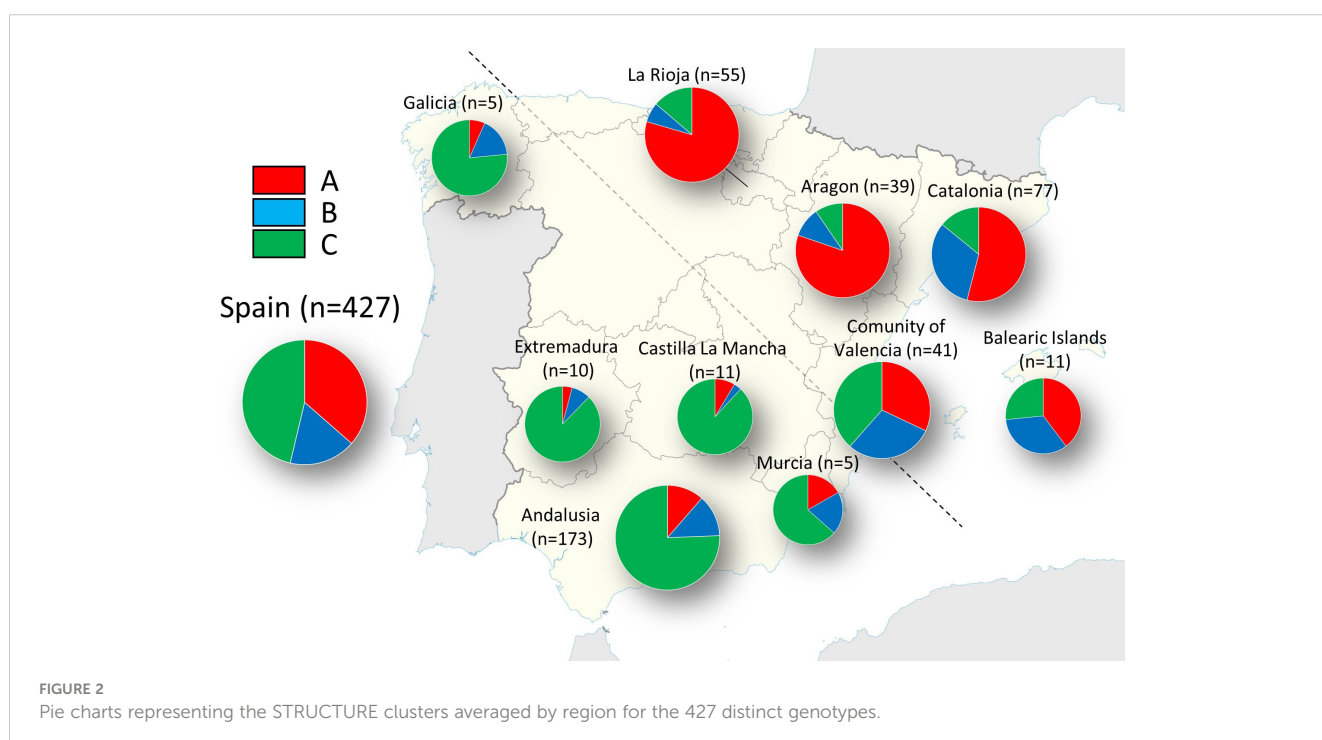 La Rioja (n=55)
Galicia (n=5)
A
B
C
Aragon (n=39)
Catalonia (n=77)
Spain (n=427)
Extremadura
(n=10)
Castilla La Mancha
(n=11)
Comunity of
Valencia (n=41)
Balearic Islands
(n=11)
Murcia (n=5)
Andalusia
(n=173)
FIGURE 2
Pie charts representing the STRUCTURE clusters averaged by region for the 427 distinct genotypes.